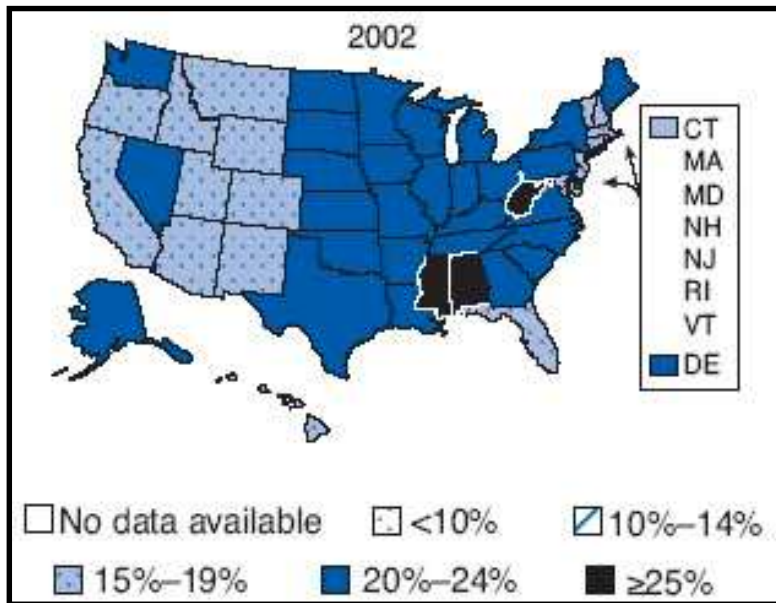 2002
CT
MA
MD
NH
NJ
RI
VT
DE
No data available <10% 10%–14%
15%–19% 20%–24% ≥25%